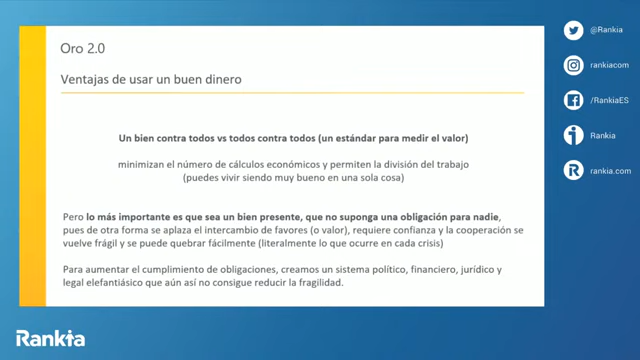 Oro 2.0
Ventajas de usar un buen dinero
Un bien contra todos vs todos contra todos (un estándar para medir el valor)
minimizan el número de cálculos económicos y permiten la división del trabajo
(puedes vivir siendo muy bueno en una sola cosa)
Pero lo más importante es que sea un bien presente, que no suponga una obligación para nadie,
pues de otra forma se aplaza el intercambio de favores (o valor), requiere confianza y la cooperación se
vuelve frágil y se puede quebrar fácilmente (literalmente lo que ocurre en cada crisis)
Para aumentar el cumplimiento de obligaciones, creamos un sistema político, financiero, jurídico y
legal elefantiásico que aún así no consigue reducir la fragilidad.
@Rankia
rankiacom
/RankiaES
Rankia
rankia.com
Rankia